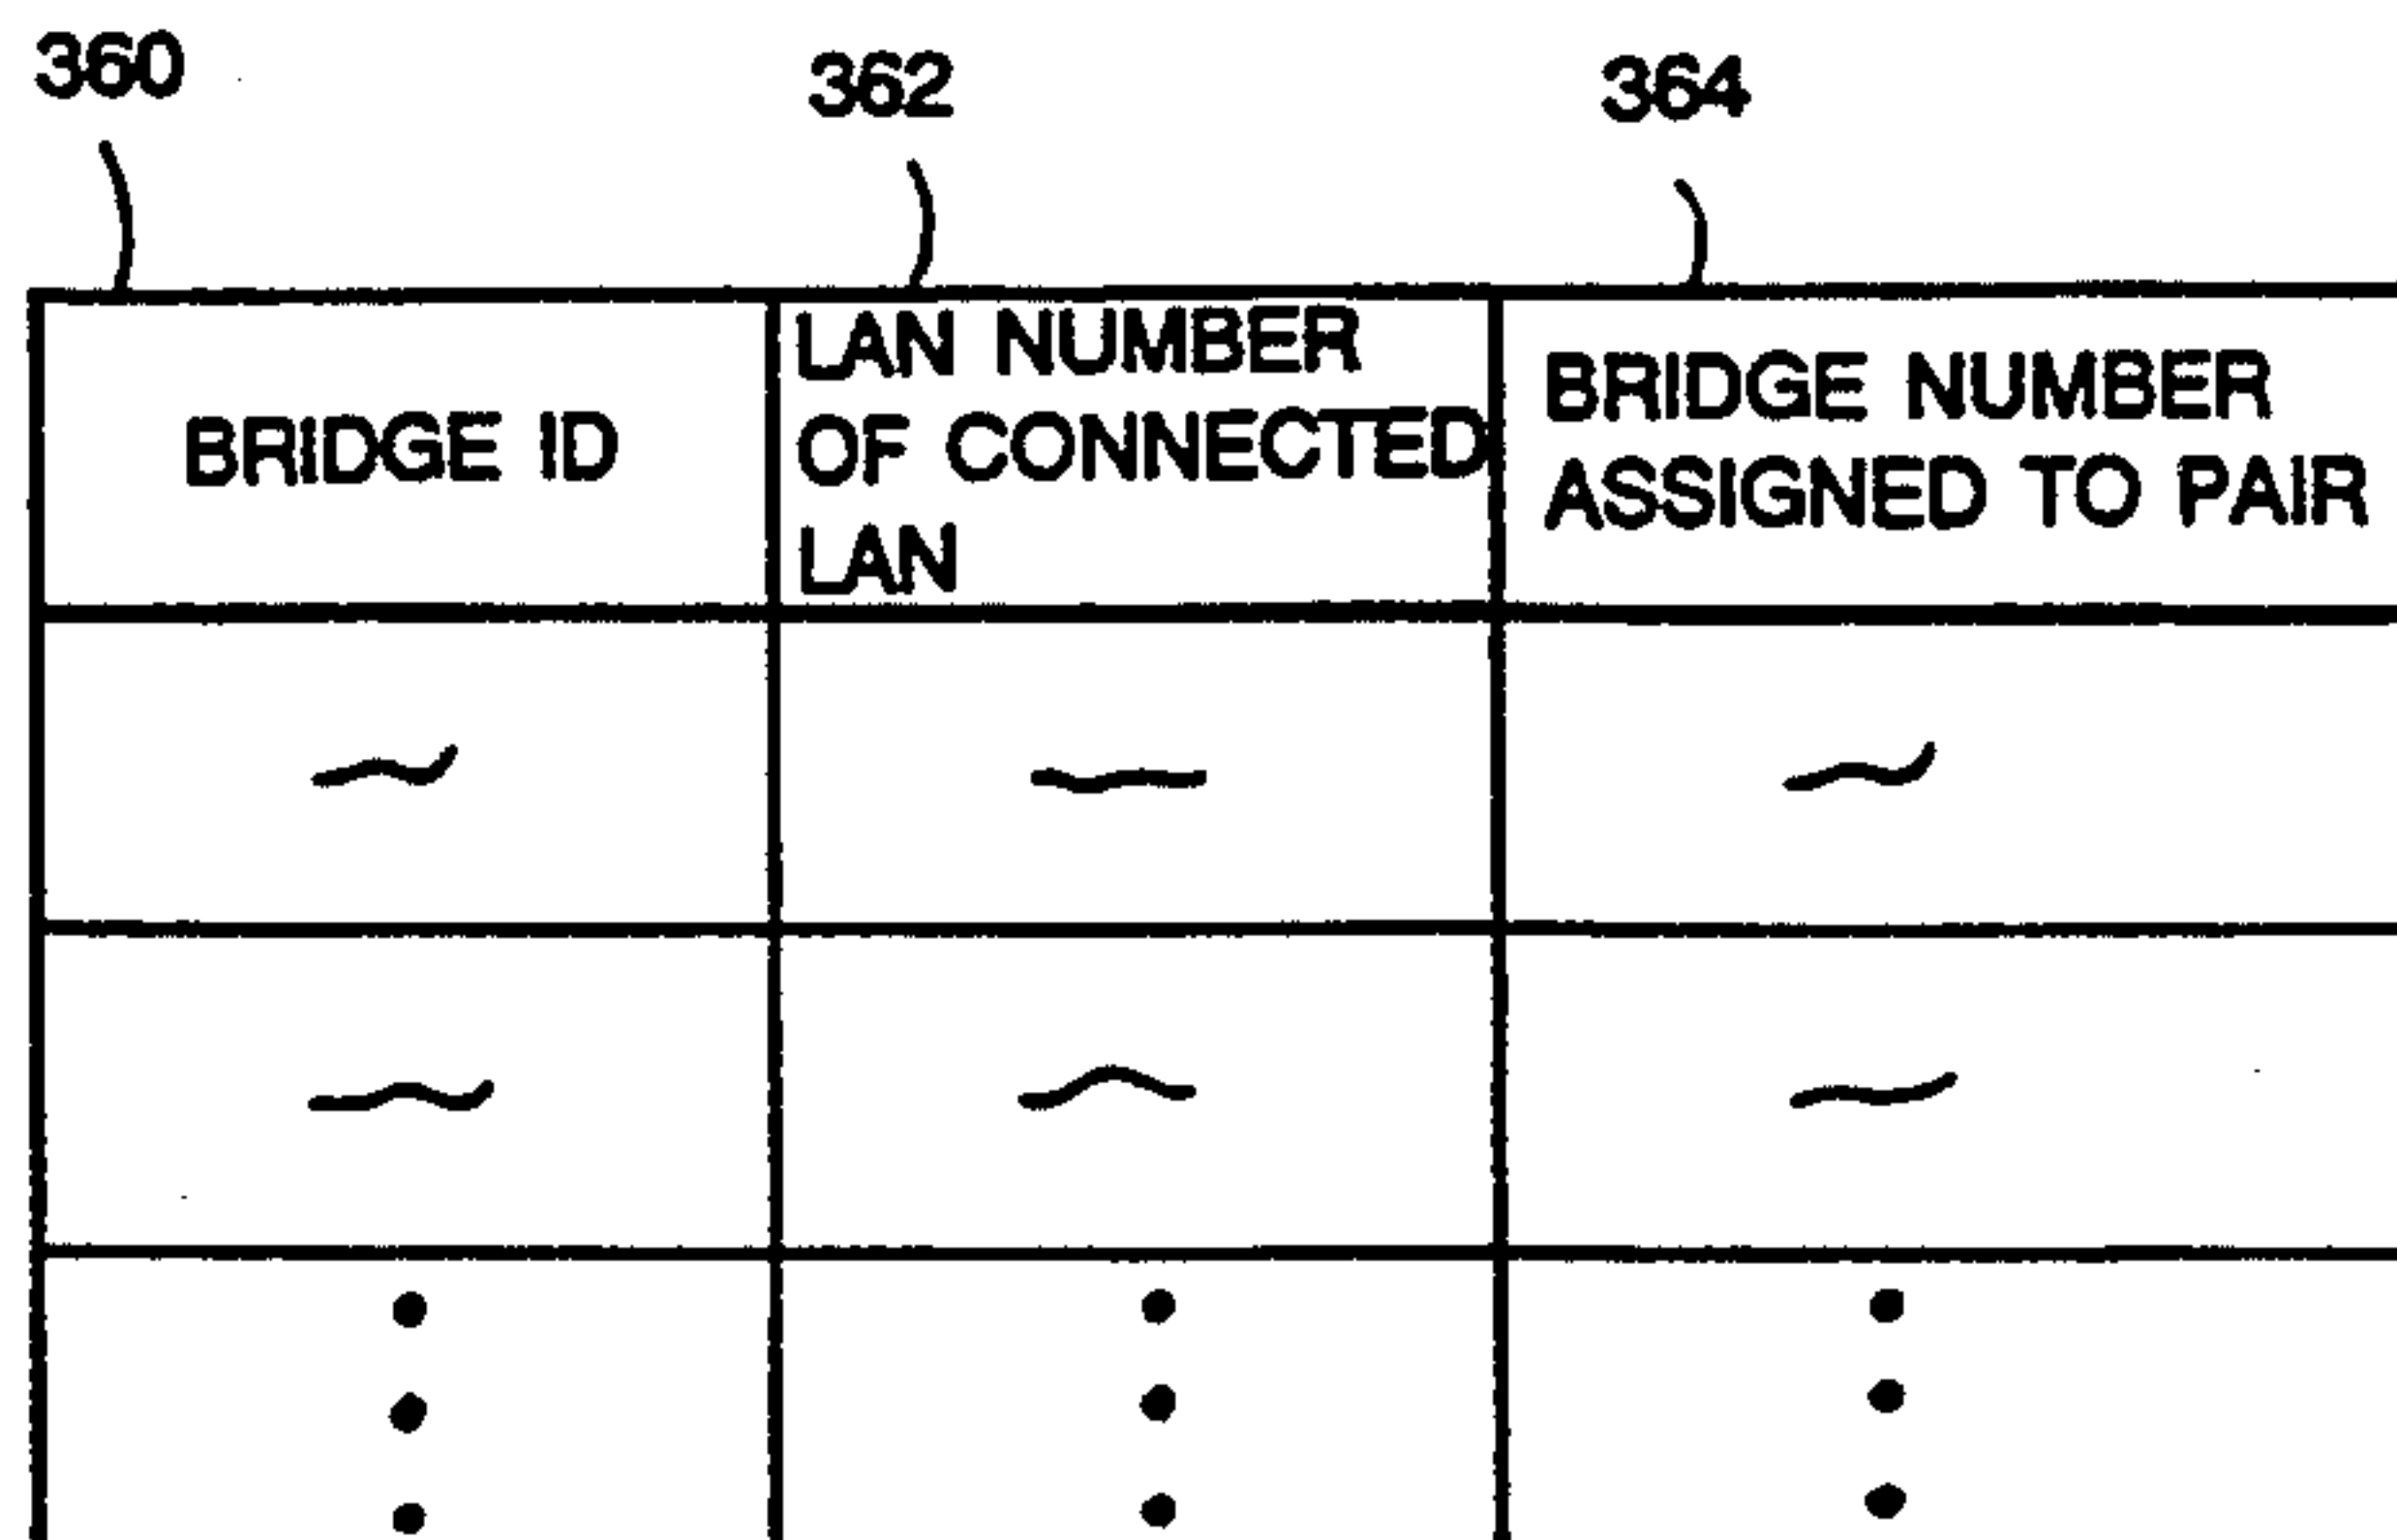 360
362
364
BRIDGE ID
LAN NUMBER
OF CONNECTED
LAN
BRIDGE NUMBER
ASSIGNED TO PAIR